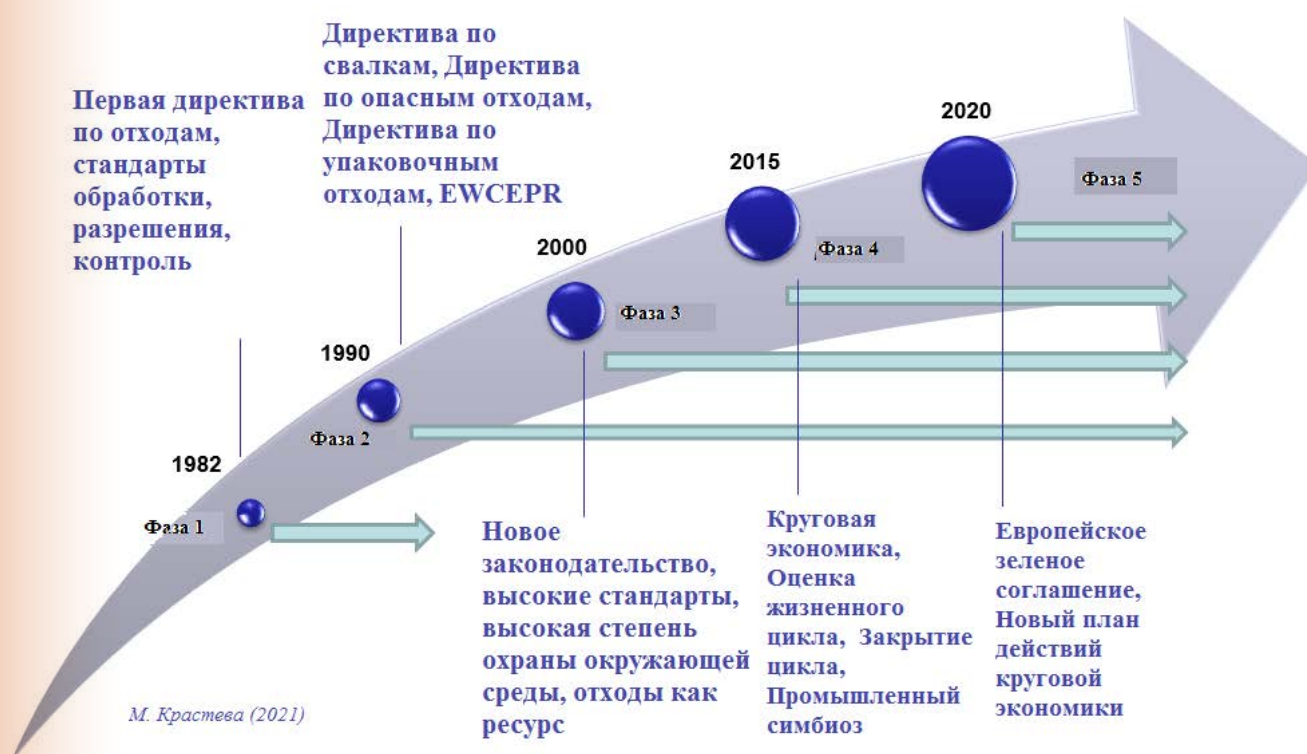 Первая директива
по отходам,
стандарты
обработки,
разрешения,
контроль
Директива по
свалкам, Директива
по опасным отходам,
Директива по
упаковочным
отходам, EWCEPR
1982
Фаза 1
1990
Фаза 2
2000
Фаза 3
2015
Фаза 4
2020
Фаза 5
Новое
законодательство,
высокие стандарты,
высокая степень
охраны окружающей
среды, отходы как
ресурс
Круговая
экономика,
Оценка
жизненного
цикла, Закрытие
цикла,
Промышленный
симбиоз
Европейское
зеленое
соглашение,
Новый план
действий
круговой
экономики
М. Крастева (2021)